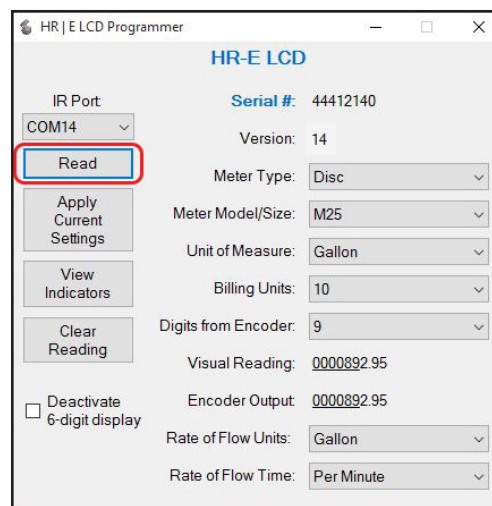 HR | E LCD Programmer
HR-E LCD
IR Port:
COM14
Read
Apply
Current
Settings
View
Indicators
Clear
Reading
Deactivate
6-digit display
Serial #: 44412140
Version: 14
Meter Type: Disc
Meter Model/Size: M25
Unit of Measure: Gallon
Billing Units: 10
Digits from Encoder: 9
Visual Reading: 0000892.95
Encoder Output: 0000892.95
Rate of Flow Units: Gallon
Rate of Flow Time: Per Minute